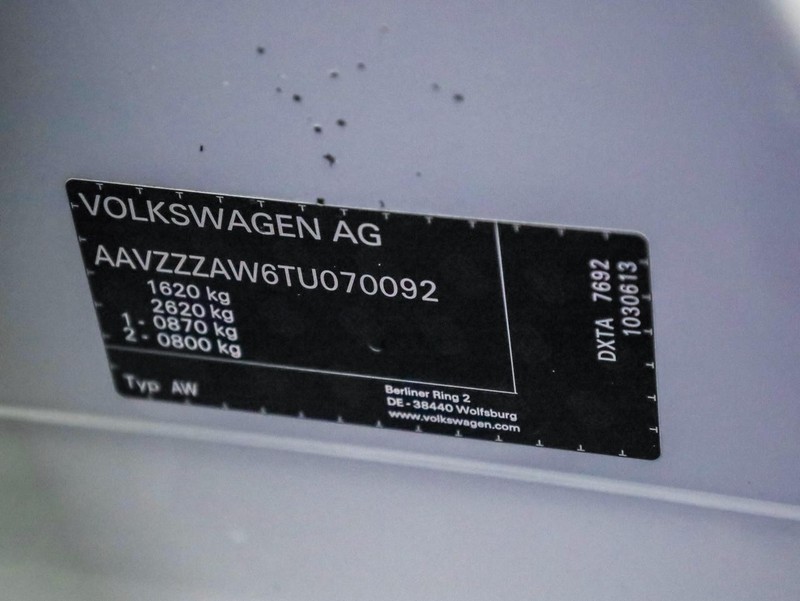 VOLKSWAGEN AG
AAVZZZAW6TU070092
1620 kg
2620 kg
1 - 0870 kg
2 - 0800 kg
Typ AW
Berliner Ring 2
DE - 38440 Wolfsburg
www.volkswagen.com
DXTA 7692
1030613